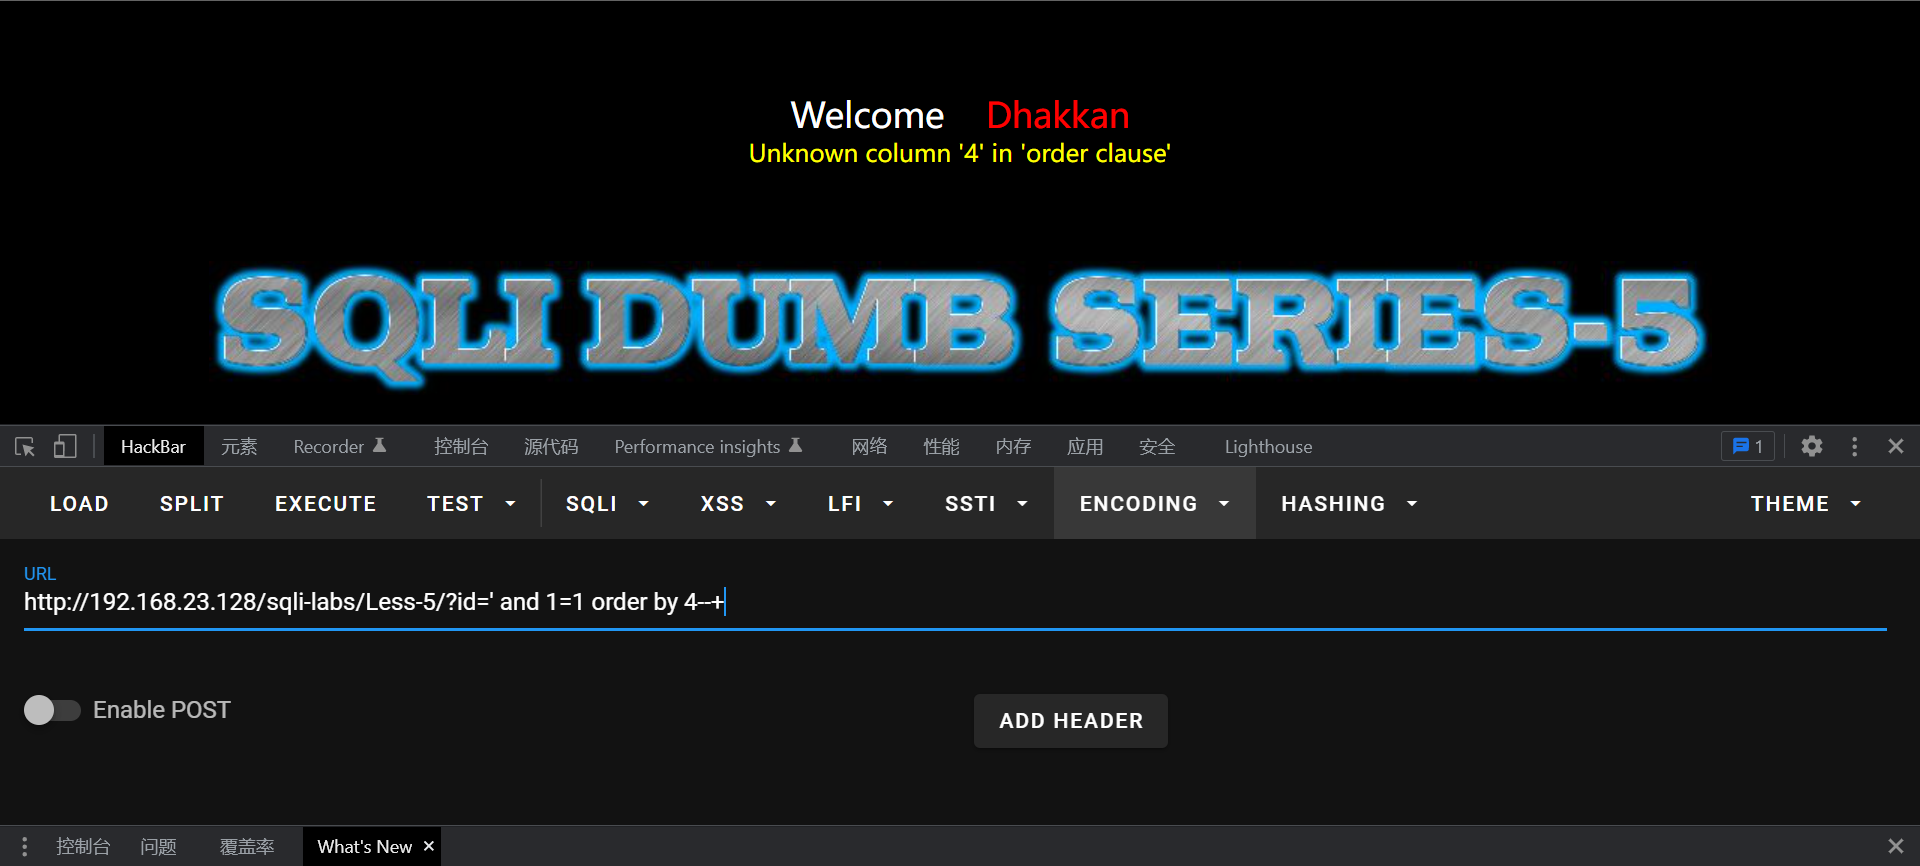 Welcome Dhakkan
Unknown column '4' in 'order clause'
SQLI DUMB SERIES-5
HackBar 元素 Recorder 控制台 源代码 Performance insights 网络 性能 内存 应用 安全 Lighthouse 1
LOAD SPLIT EXECUTE TEST SQLI XSS LFI SSTI ENCODING HASHING THEME
URL
http://192.168.23.128/sqli-labs/Less-5/?id=' and 1=1 order by 4--+
Enable POST
ADD HEADER
控制台 问题 覆盖率 What's New